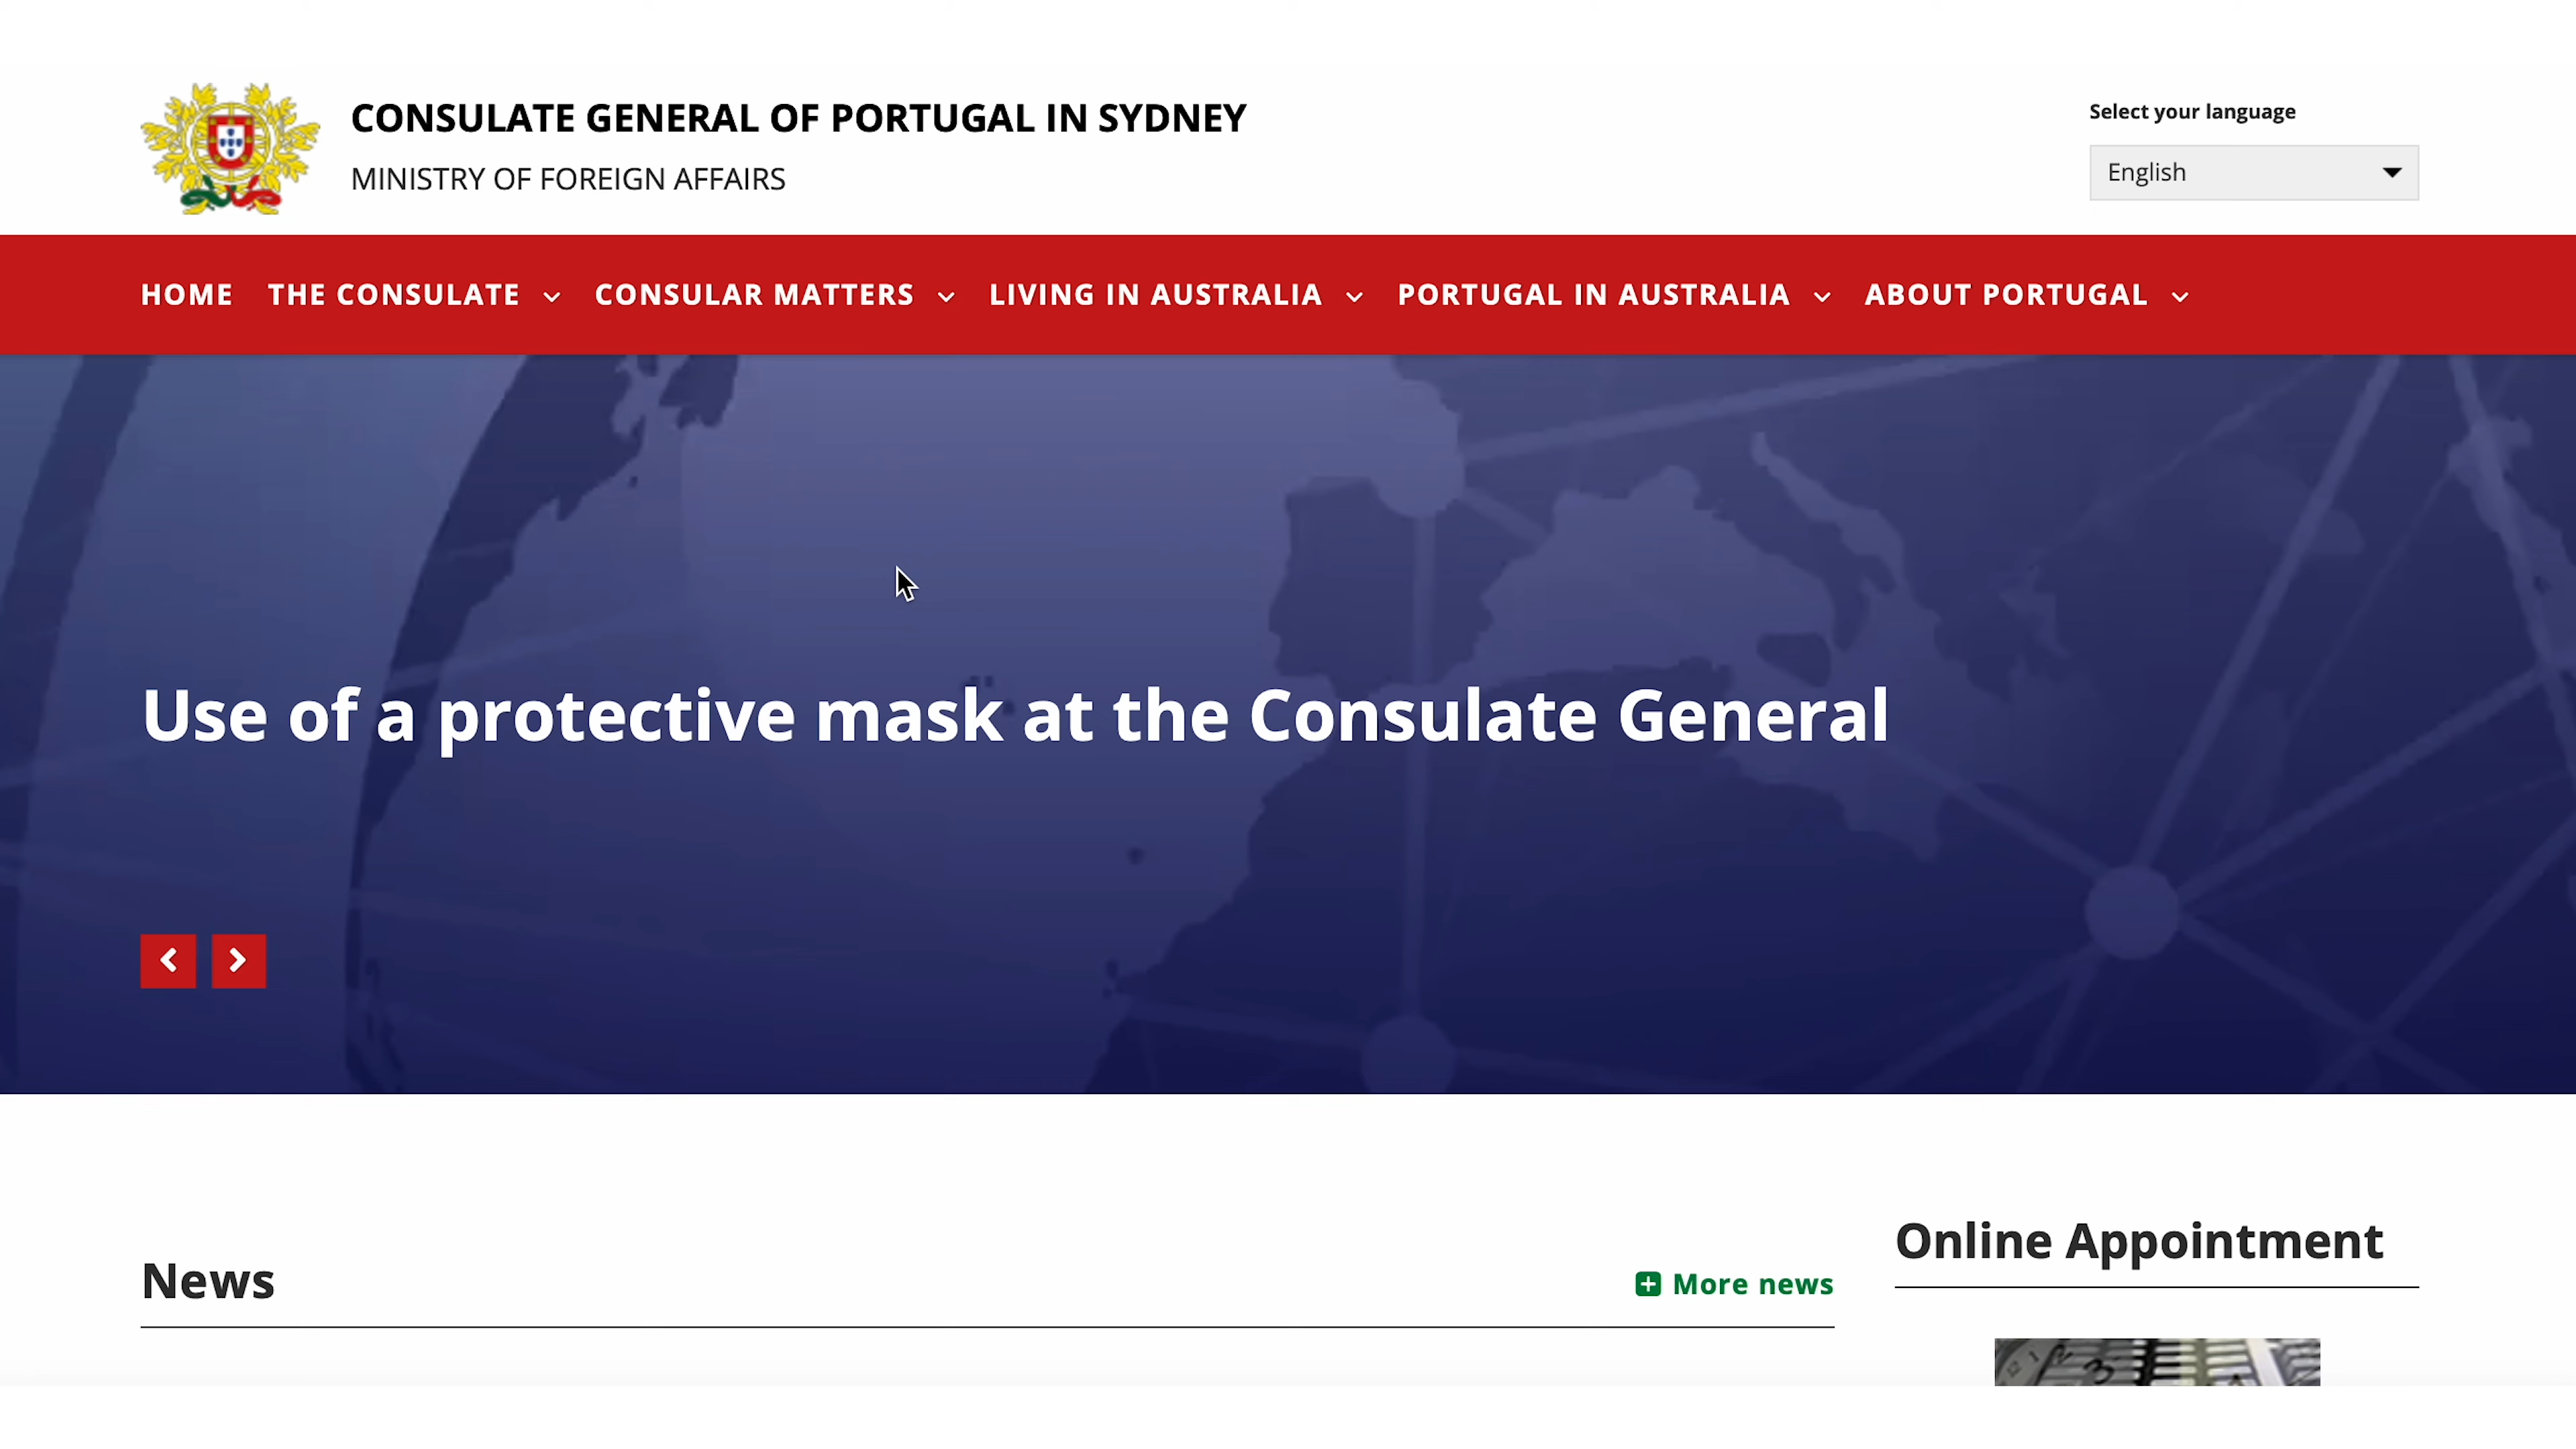 CONSULATE GENERAL OF PORTUGAL IN SYDNEY
MINISTRY OF FOREIGN AFFAIRS
Select your language
English
HOME THE CONSULATE CONSULAR MATTERS LIVING IN AUSTRALIA PORTUGAL IN AUSTRALIA ABOUT PORTUGAL
Use of a protective mask at the Consulate General
News
More news
Online Appointment